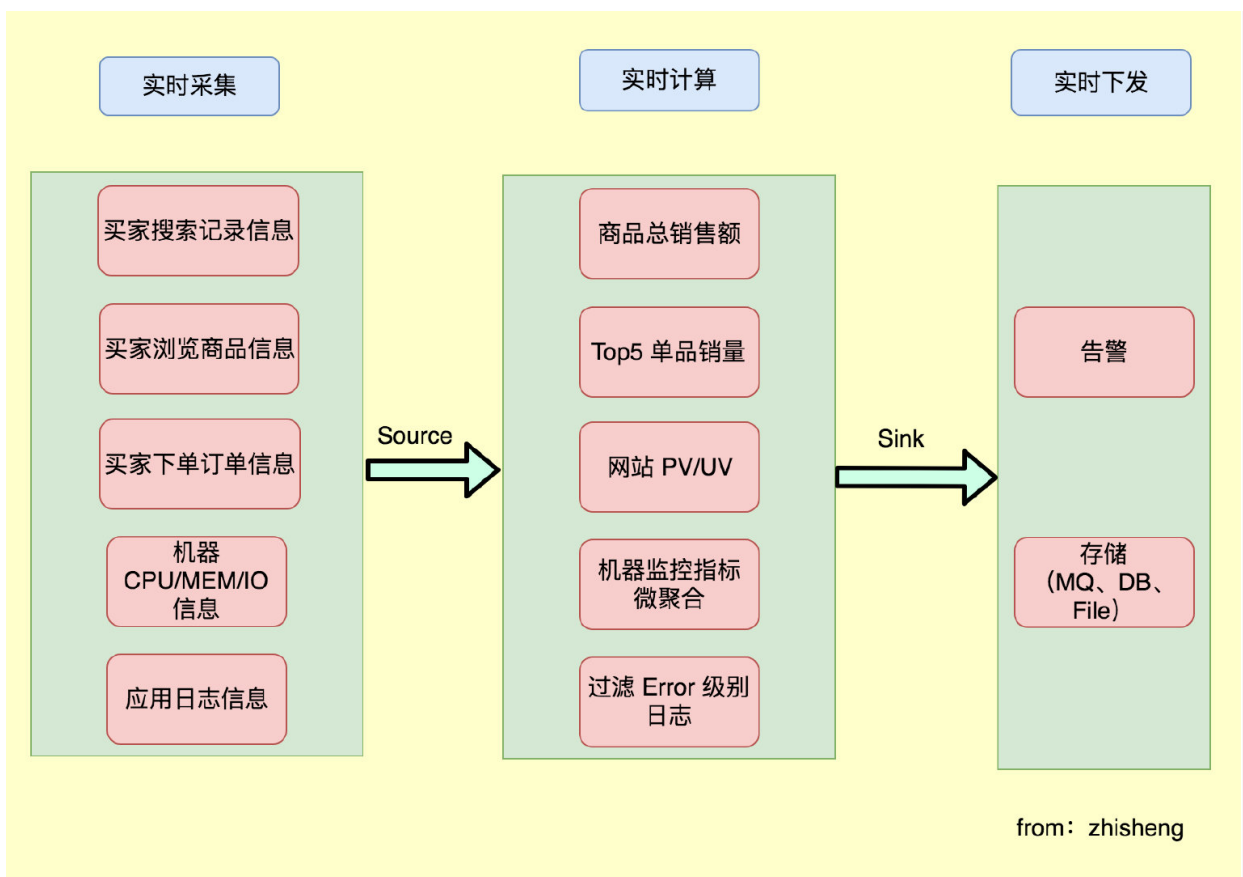 实时采集
实时计算
实时下发
买家搜索记录信息
买家浏览商品信息
买家下单订单信息
机器
CPU/MEM/IO
信息
应用日志信息
Source
商品总销售额
Top5 单品销量
网站 PV/UV
机器监控指标
微聚合
过滤 Error 级别
日志
Sink
告警
存储
（MQ、DB、
File）
from：zhisheng